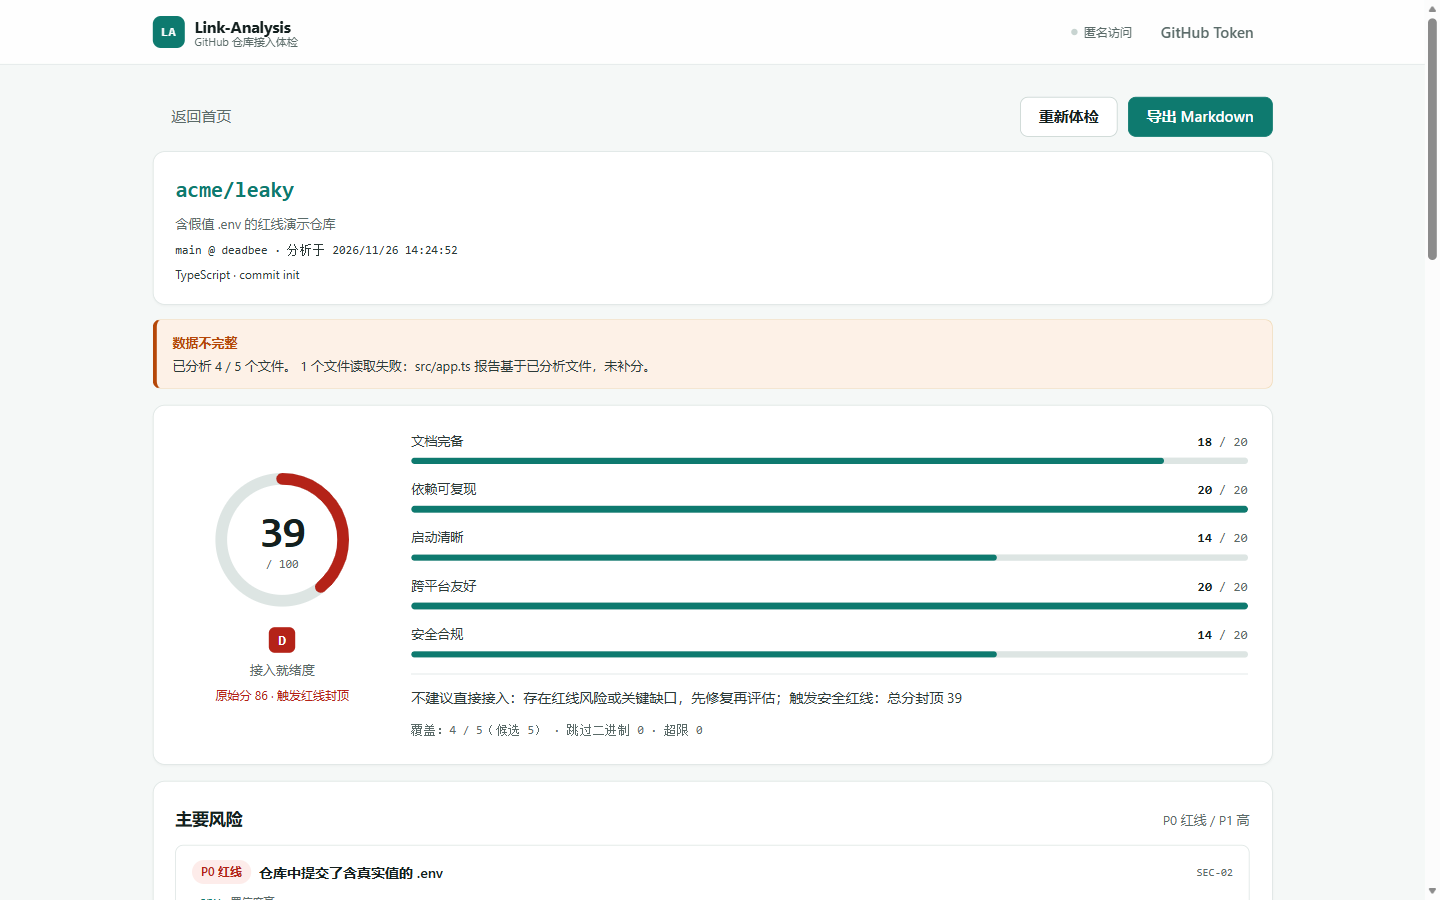 LA
Link-Analysis
GitHub 仓库接入体检
匿名访问
GitHub Token
返回首页
重新体检
导出 Markdown
acme/leaky
含假值 .env 的红线演示仓库
main @ deadbee · 分析于 2026/11/26 14:24:52
TypeScript · commit init
数据不完整
已分析 4 / 5 个文件。 1 个文件读取失败：src/app.ts 报告基于已分析文件，未补分。
39
/ 100
D
接入就绪度
原始分 86 · 触发红线封顶
文档完备 18 / 20
依赖可复现 20 / 20
启动清晰 14 / 20
跨平台友好 20 / 20
安全合规 14 / 20
不建议直接接入：存在红线风险或关键缺口，先修复再评估；触发安全红线：总分封顶 39
覆盖：4 / 5（候选 5） · 跳过二进制 0 · 超限 0
主要风险
P0 红线 / P1 高
P0 红线 仓库中提交了含真实值的 .env
SEC-02